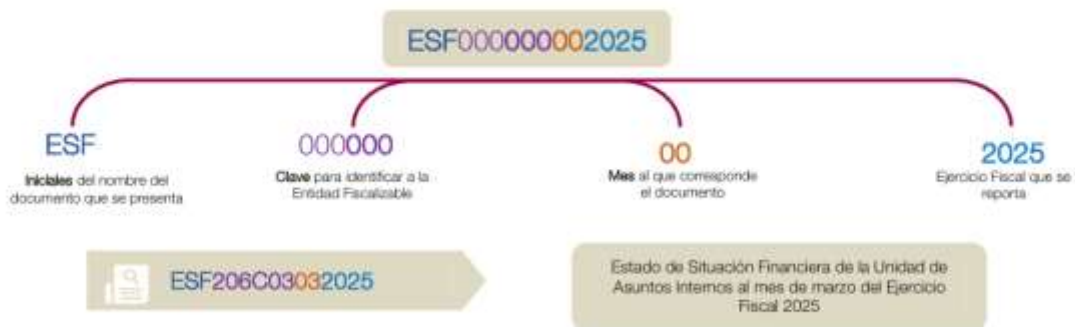 ESF000000002025
ESF
Iniciales del nombre del
documento que se presenta
000000
Clave para identificar a la
Entidad Fiscalizable
00
Mes al que corresponde
el documento
2025
Ejercicio Fiscal que se
reporta
ESF206C03032025
Estado de Situación Financiera de la Unidad de
Asuntos Internos al mes de marzo del Ejercicio
Fiscal 2025